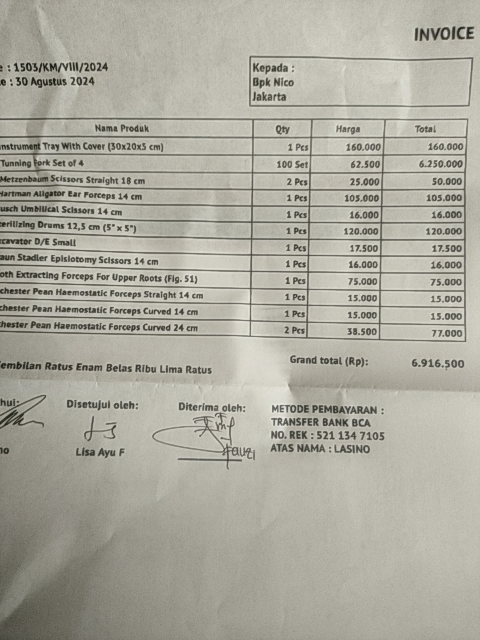 INVOICE
: 1503/KM/VIII/2024
: 30 Agustus 2024
Kepada :
Bpk Nico
Jakarta
Nama Produk Qty Harga Total
nstrument Tray With Cover (30x20x5 cm) 1 Pcs 160.000 160.000
Tunning Fork Set of 4 100 Set 62.500 6.250.000
Metzenbaum Scissors Straight 18 cm 2 Pcs 25.000 50.000
Hartman Aligator Ear Forceps 14 cm 1 Pcs 105.000 105.000
usch Umbilical Scissors 14 cm 1 Pcs 16.000 16.000
terilizing Drums 12,5 cm (5" x 5") 1 Pcs 120.000 120.000
xcavator D/E Small 1 Pcs 17.500 17.500
aun Stadler Episiotomy Scissors 14 cm 1 Pcs 16.000 16.000
oth Extracting Forceps For Upper Roots (Fig. 51) 1 Pcs 75.000 75.000
chester Pean Haemostatic Forceps Straight 14 cm 1 Pcs 15.000 15.000
chester Pean Haemostatic Forceps Curved 14 cm 1 Pcs 15.000 15.000
chester Pean Haemostatic Forceps Curved 24 cm 2 Pcs 38.500 77.000
embilan Ratus Enam Belas Ribu Lima Ratus
Grand total (Rp): 6.916.500
hui: Disetujui oleh: Diterima oleh:
Lisa Ayu F
Fauzi
METODE PEMBAYARAN :
TRANSFER BANK BCA
NO. REK : 521 134 7105
ATAS NAMA : LASINO